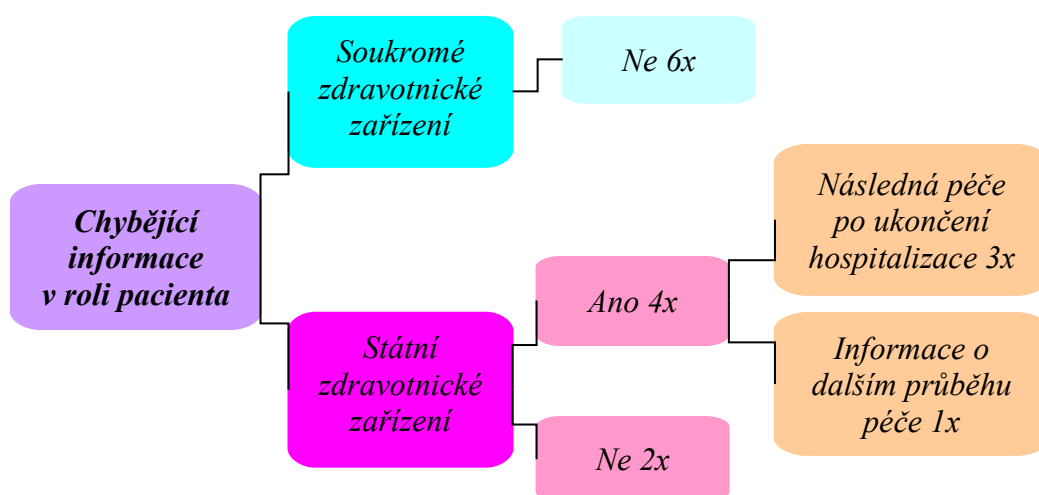 Chybějící
informace
v roli pacienta
Soukromé
zdravotnické
zařízení
Ne 6x
Státní
zdravotnické
zařízení
Ano 4x
Následná péče
po ukončení
hospitalizace 3x
Informace o
dalším průběhu
péče 1x
Ne 2x